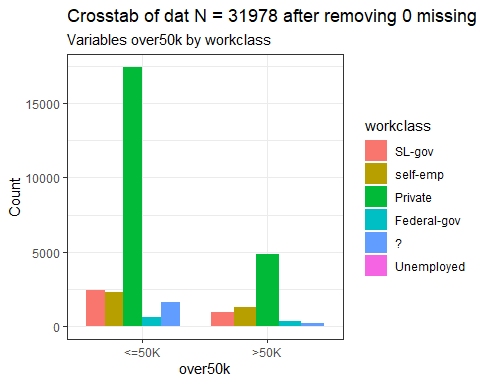 Crosstab of dat N = 31978 after removing 0 missing
Variables over50k by workclass
Count
15000
10000
5000
0
<=50K
>50K
over50k
workclass
SL-gov
self-emp
Private
Federal-gov
?
Unemployed